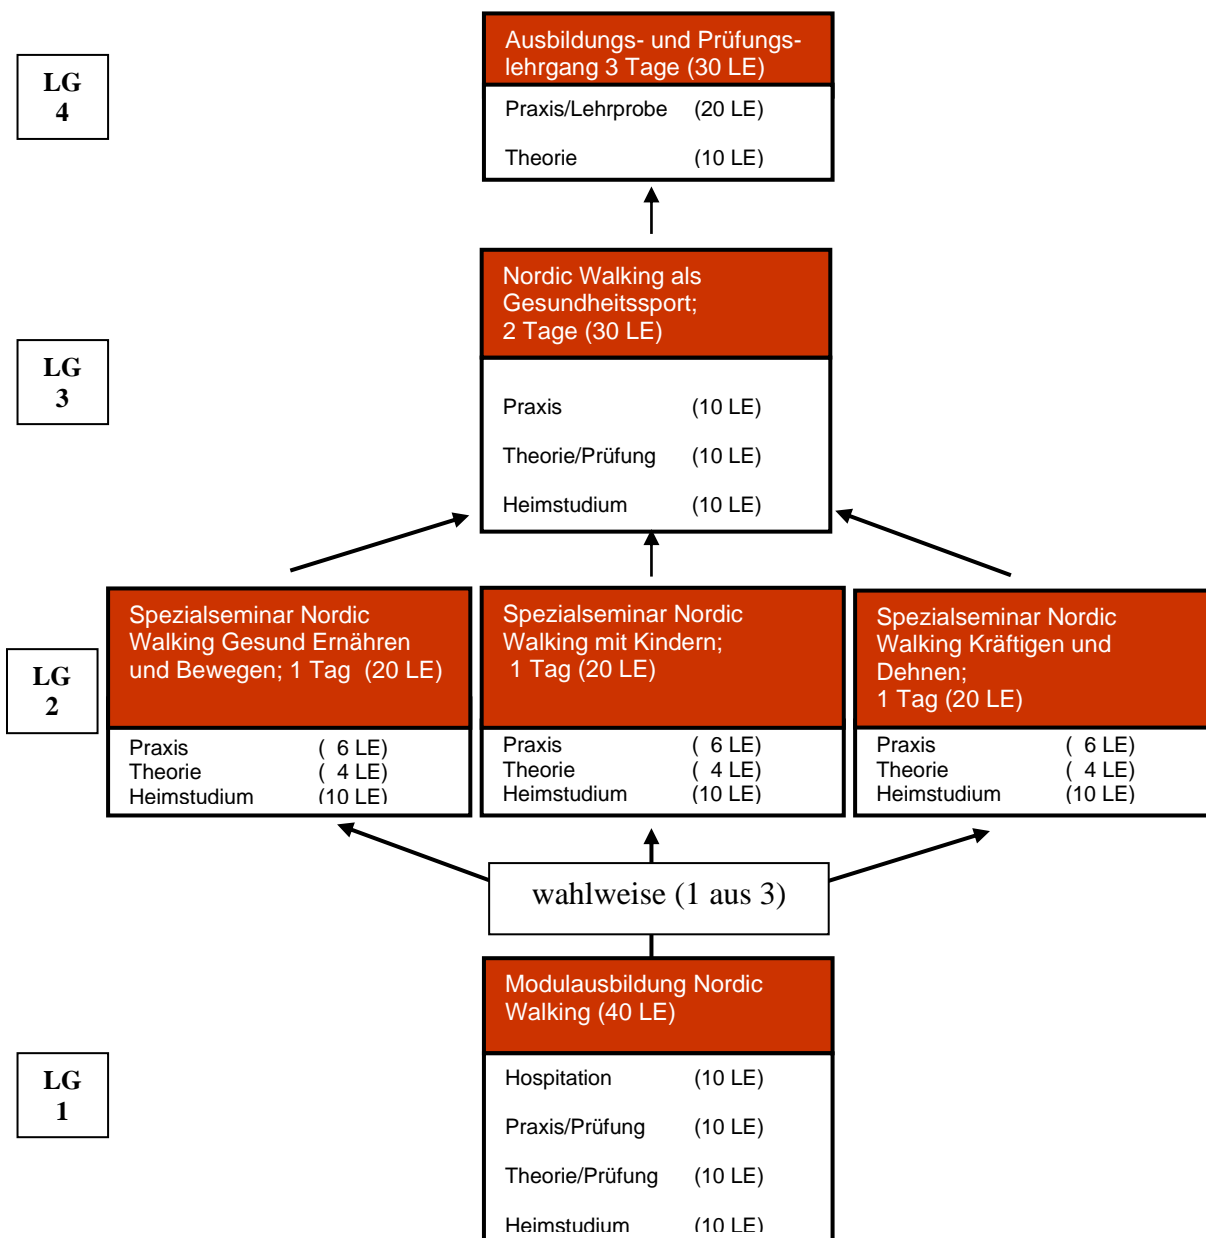 Ausbildungs- und Prüfungs-
lehrgang 3 Tage (30 LE)
LG
4
Praxis/Lehrprobe (20 LE)
Theorie (10 LE)
Nordic Walking als
Gesundheitssport;
2 Tage (30 LE)
LG
3
Praxis (10 LE)
Theorie/Prüfung (10 LE)
Heimstudium (10 LE)
LG
2
Spezialseminar Nordic
Walking Gesund Ernähren
und Bewegen; 1 Tag (20 LE)
Praxis ( 6 LE)
Theorie ( 4 LE)
Heimstudium (10 LE)
Spezialseminar Nordic
Walking mit Kindern;
1 Tag (20 LE)
Praxis ( 6 LE)
Theorie ( 4 LE)
Heimstudium (10 LE)
Spezialseminar Nordic
Walking Kräftigen und
Dehnen;
1 Tag (20 LE)
Praxis ( 6 LE)
Theorie ( 4 LE)
Heimstudium (10 LE)
wahlweise (1 aus 3)
Modulausbildung Nordic
Walking (40 LE)
LG
1
Hospitation (10 LE)
Praxis/Prüfung (10 LE)
Theorie/Prüfung (10 LE)
Heimstudium (10 LE)